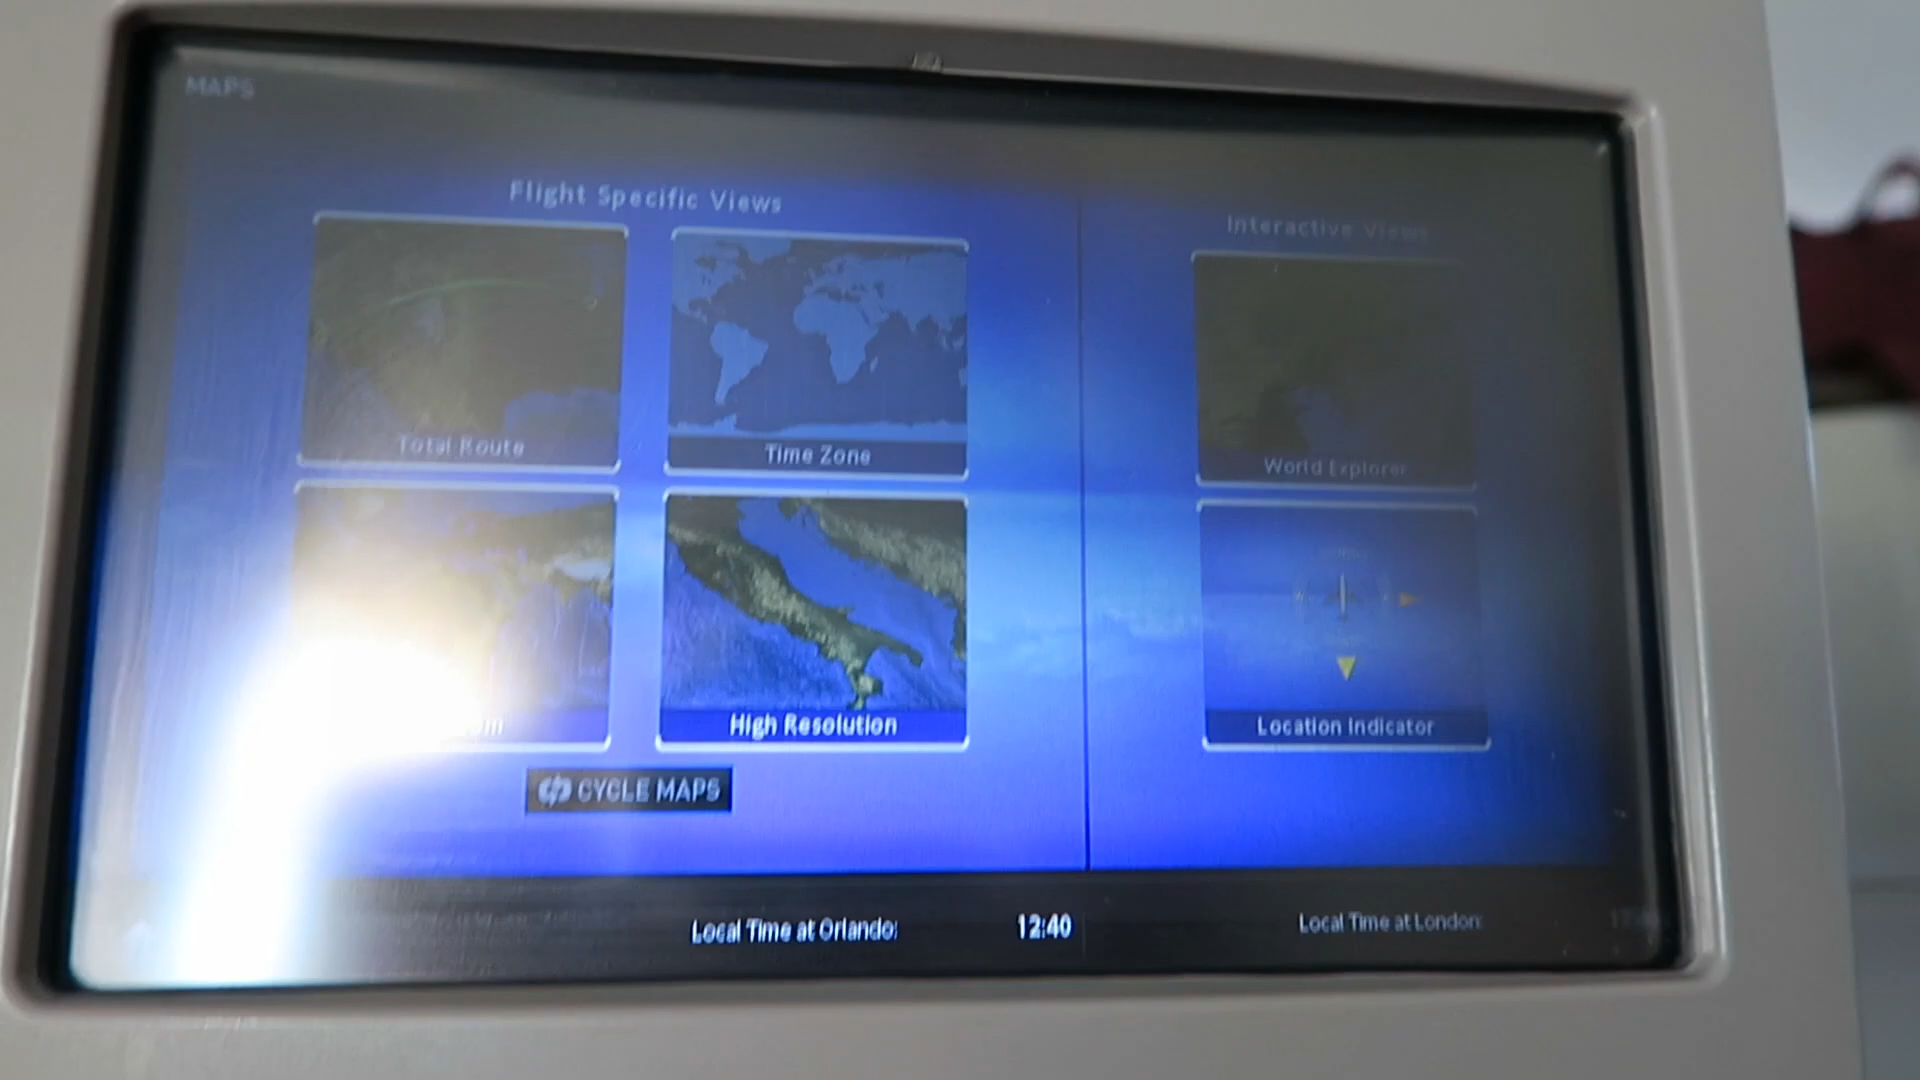 MAPS
Flight Specific Views
Interactive Views
Total Route
Time Zone
World Explorer
High Resolution
Location Indicator
CYCLE MAPS
Local Time at Orlando:
12:40
Local Time at London: